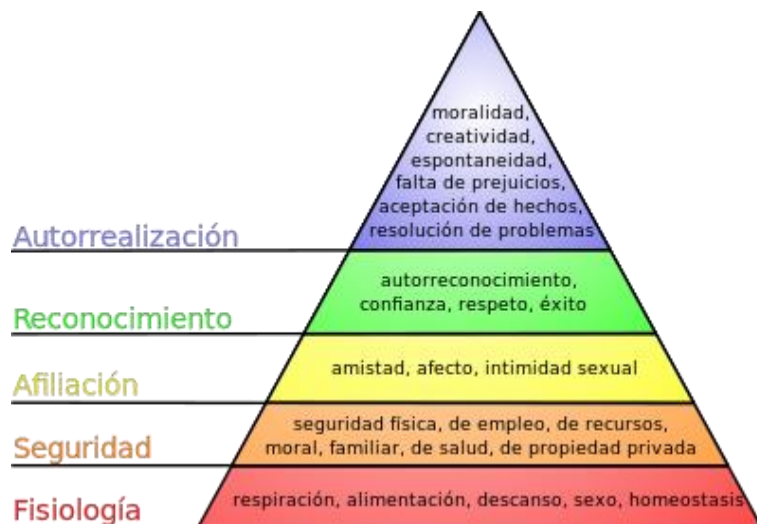 moralidad,
creatividad,
espontaneidad,
falta de prejuicios,
aceptación de hechos,
resolución de problemas
Autorrealización
autorreconocimiento,
confianza, respeto, éxito
Reconocimiento
amistad, afecto, intimidad sexual
Afiliación
seguridad física, de empleo, de recursos,
moral, familiar, de salud, de propiedad privada
Seguridad
respiración, alimentación, descanso, sexo, homeostasis
Fisiología